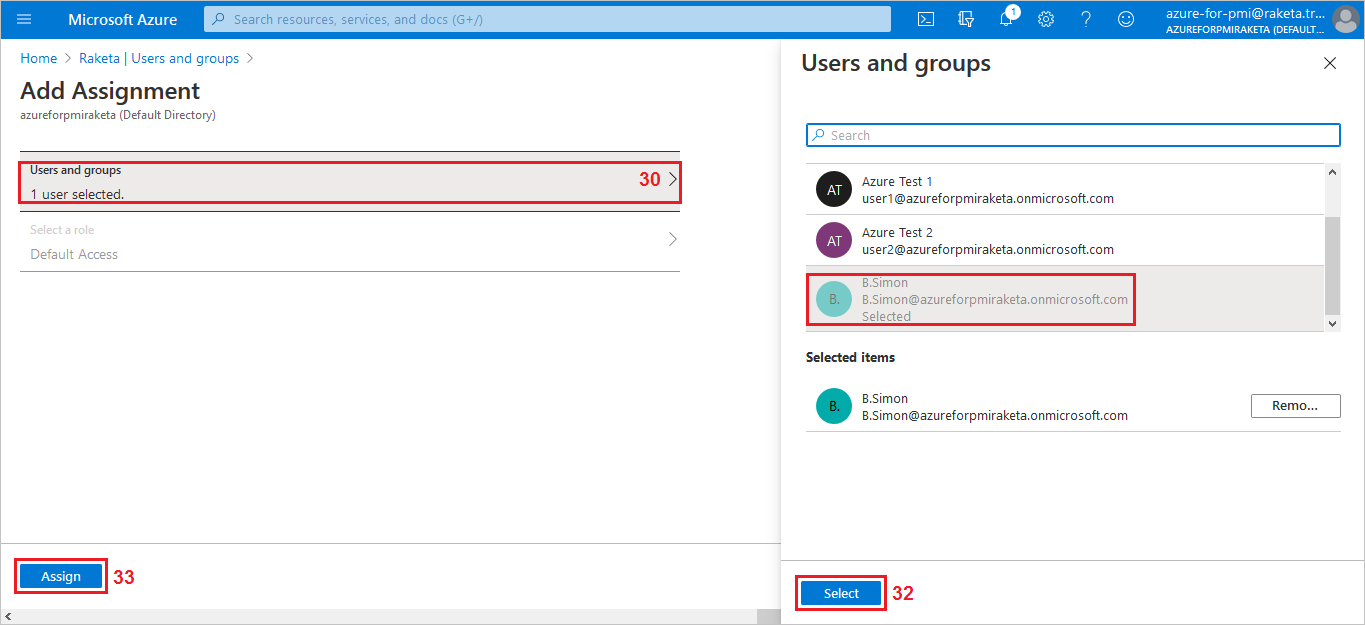 Microsoft Azure
Search resources, services, and docs (G+/)
1
azure-for-pmi@raketa.tr...
AZUREFORPMIRAKETA (DEFAULT...
Home > Raketa | Users and groups >
Add Assignment
azureforpmiraketa (Default Directory)
Users and groups
1 user selected.
30
Select a role
Default Access
Assign
33
Users and groups
Search
AT
Azure Test 1
user1@azureforpmiraketa.onmicrosoft.com
AT
Azure Test 2
user2@azureforpmiraketa.onmicrosoft.com
B.
B.Simon
B.Simon@azureforpmiraketa.onmicrosoft.com
Selected
Selected items
B.
B.Simon
B.Simon@azureforpmiraketa.onmicrosoft.com
Remo...
Select
32